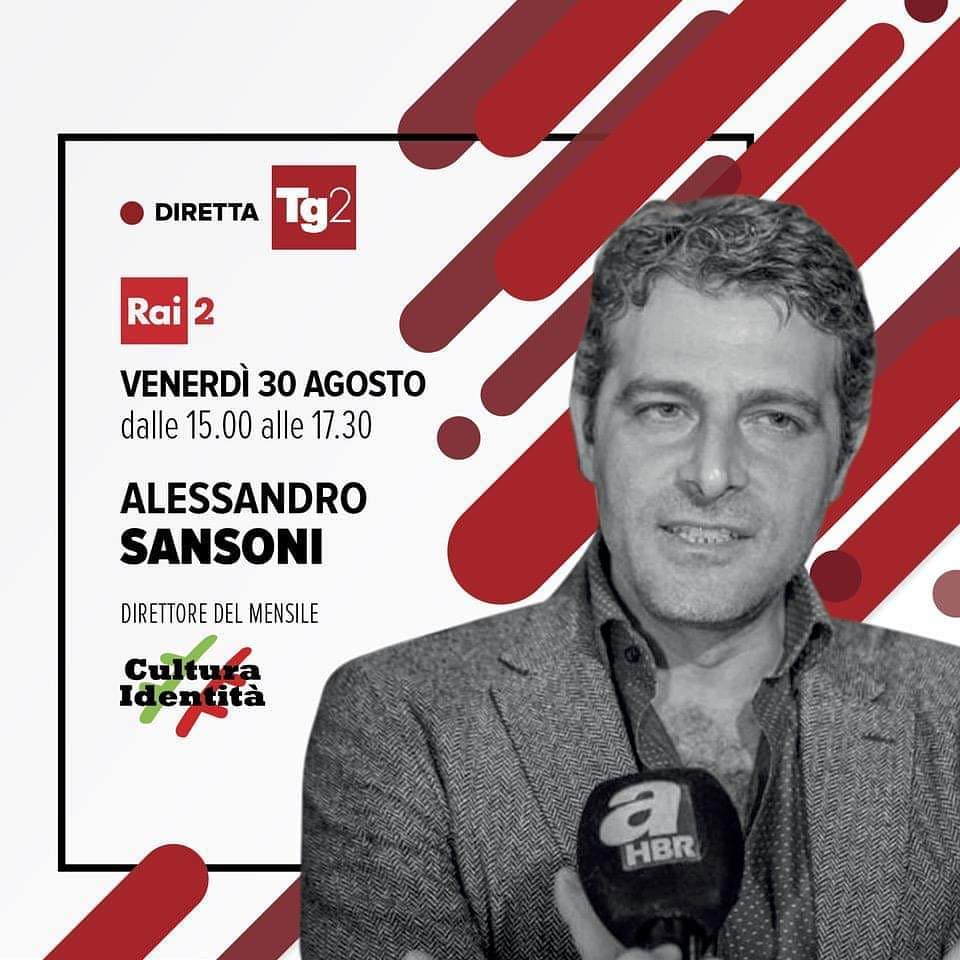 DIRETTA Tg2
Rai 2
VENERDÌ 30 AGOSTO
dalle 15.00 alle 17.30
ALESSANDRO
SANSONI
DIRETTORE DEL MENSILE
Cultura
Identità
a
HBR